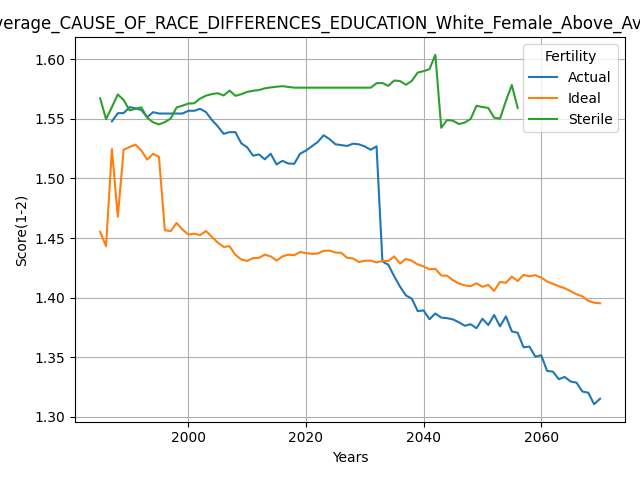 verage_CAUSE_OF_RACE_DIFFERENCES_EDUCATION_White_Female_Above_Av
Fertility
Actual
Ideal
Sterile
Score(1-2)
1.60
1.55
1.50
1.45
1.40
1.35
1.30
2000
2020
2040
2060
Years